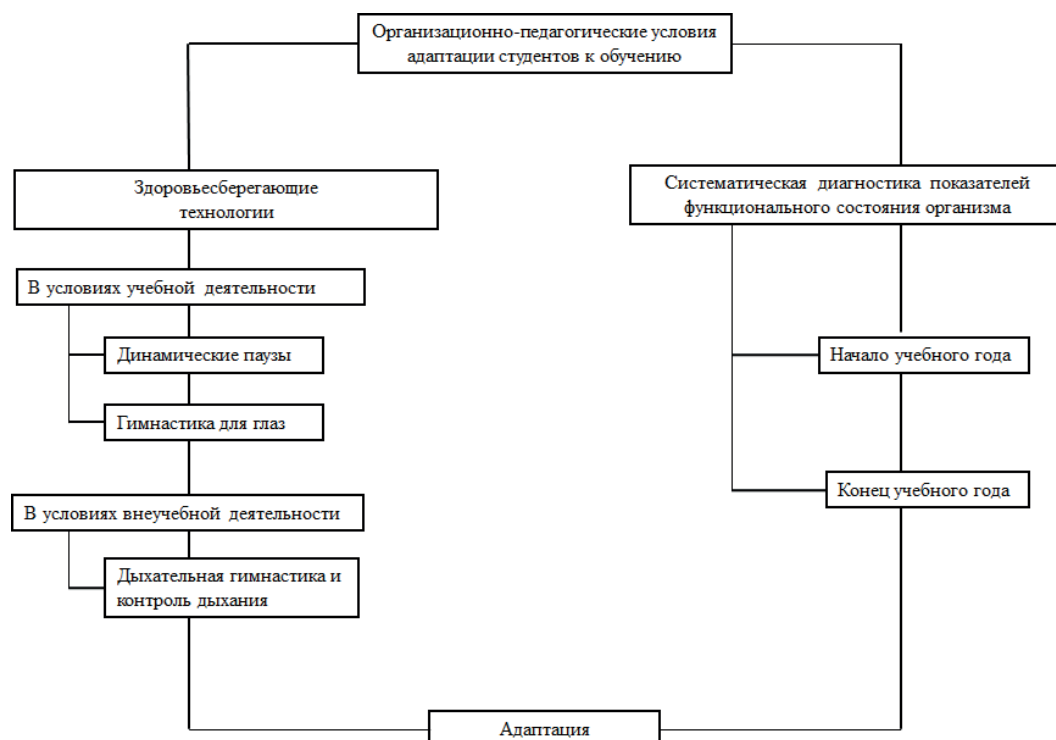 Организационно-педагогические условия
адаптации студентов к обучению
Здоровьесберегающие
технологии
Систематическая диагностика показателей
функционального состояния организма
В условиях учебной деятельности
Динамические паузы
Начало учебного года
Гимнастика для глаз
Конец учебного года
В условиях внеучебной деятельности
Дыхательная гимнастика и
контроль дыхания
Адаптация